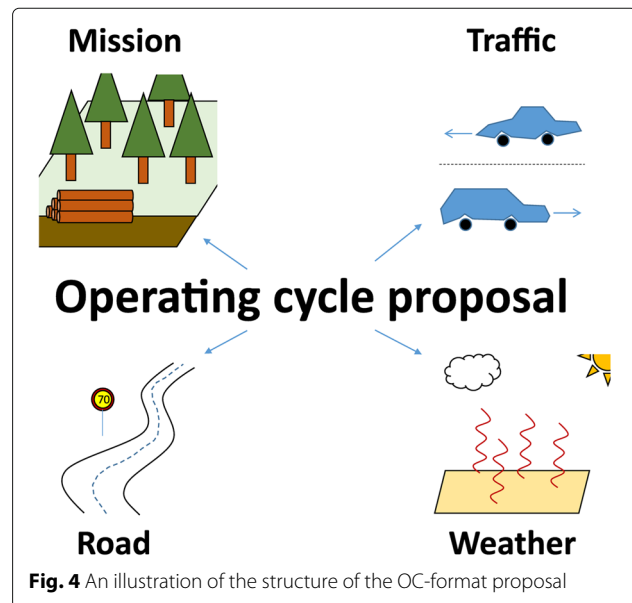 Mission
Traffic
Operating cycle proposal
70
Road
Weather
Fig. 4 An illustration of the structure of the OC-format proposal